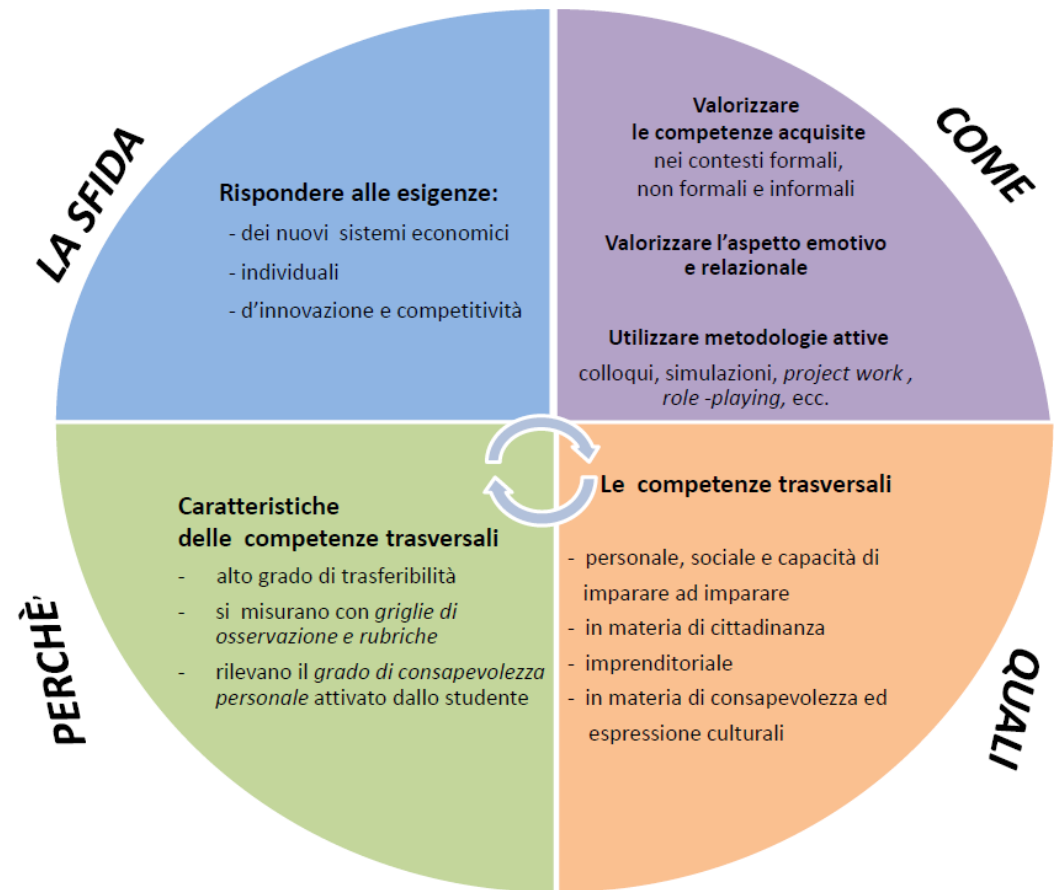 LA SFIDA
Rispondere alle esigenze:
- dei nuovi sistemi economici
- individuali
- d'innovazione e competitività
COME
Valorizzare
le competenze acquisite
nei contesti formali,
non formali e informali
Valorizzare l'aspetto emotivo
e relazionale
Utilizzare metodologie attive
colloqui, simulazioni, project work ,
role -playing, ecc.
PERCHÈ
Caratteristiche
delle competenze trasversali
- alto grado di trasferibilità
- si misurano con griglie di
osservazione e rubriche
- rilevano il grado di consapevolezza
personale attivato dallo studente
QUALI
Le competenze trasversali
- personale, sociale e capacità di
imparare ad imparare
- in materia di cittadinanza
- imprenditoriale
- in materia di consapevolezza ed
espressione culturali